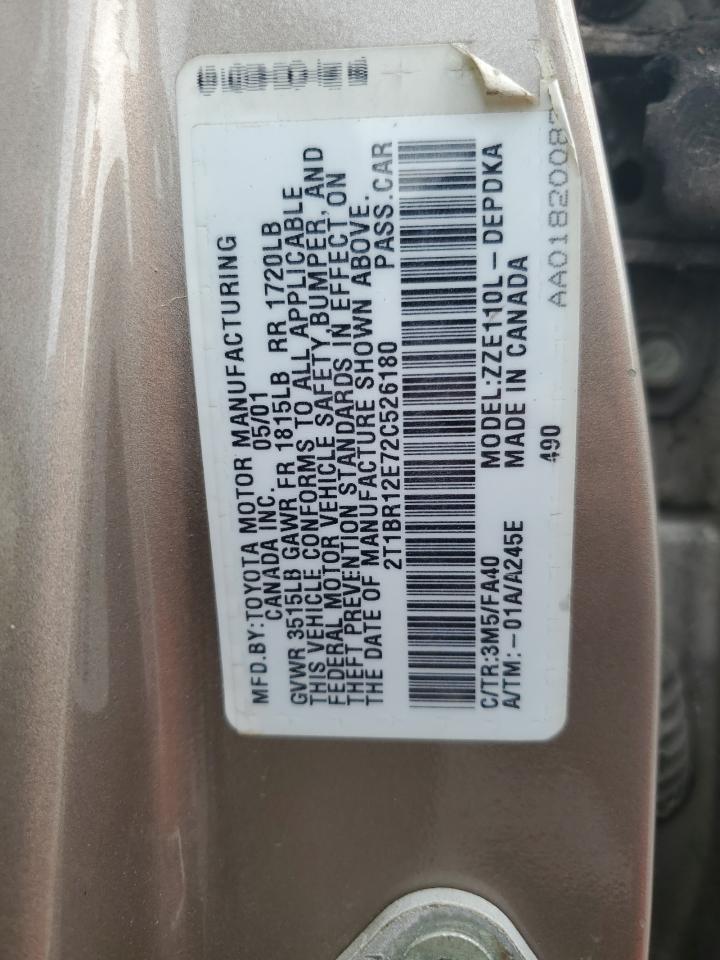 MFD.BY:TOYOTA MOTOR MANUFACTURING
CANADA INC. 05/01
GVWR 3515LB GAWR FR 1815LB RR 1720LB
THIS VEHICLE CONFORMS TO ALL APPLICABLE
FEDERAL MOTOR VEHICLE SAFETY,BUMPER, AND
THEFT PREVENTION STANDARDS IN EFFECT ON
THE DATE OF MANUFACTURE SHOWN ABOVE.
2T1BR12E72C526180 PASS.CAR
C/TR:3M5/FA40 MODEL:ZZE110L-DEPDKA
A/TM:-01A/A245E MADE IN CANADA
490